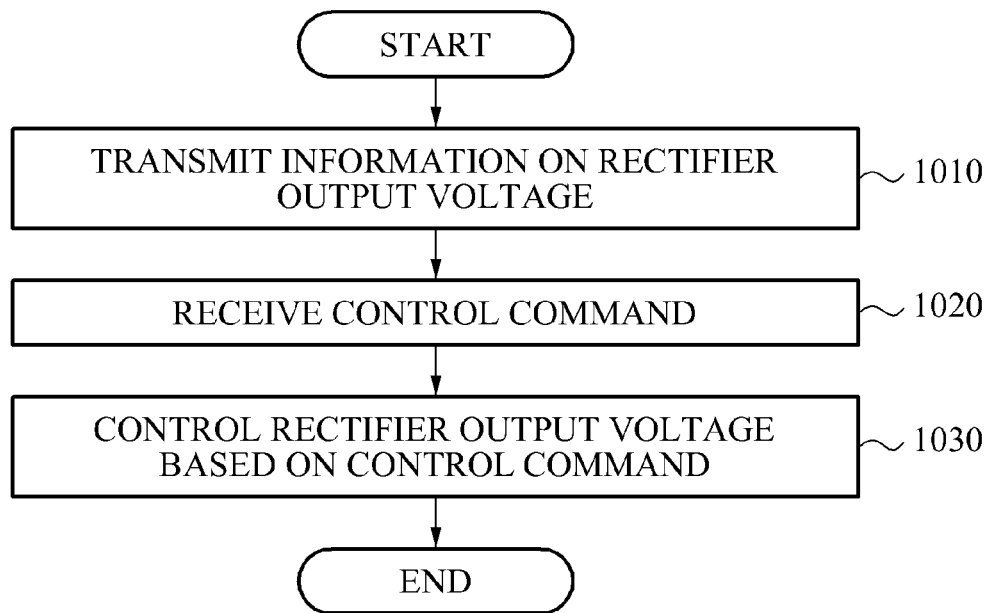 START
TRANSMIT INFORMATION ON RECTIFIER
OUTPUT VOLTAGE
1010
RECEIVE CONTROL COMMAND
1020
CONTROL RECTIFIER OUTPUT VOLTAGE
BASED ON CONTROL COMMAND
1030
END